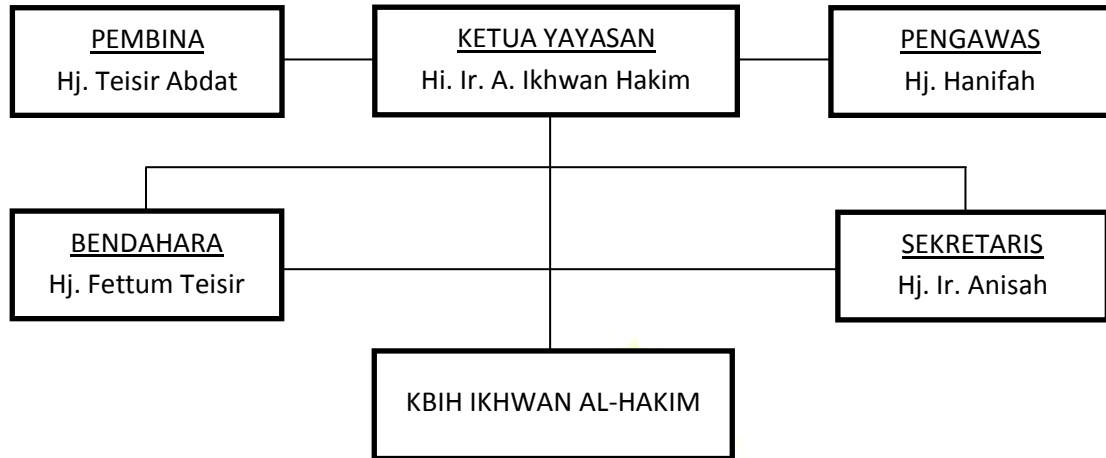 PEMBINA
Hj. Teisir Abdat
KETUA YAYASAN
Hi. Ir. A. Ikhwan Hakim
PENGAWAS
Hj. Hanifah
BENDAHARA
Hj. Fettum Teisir
SEKRETARIS
Hj. Ir. Anisah
KBIH IKHWAN AL-HAKIM